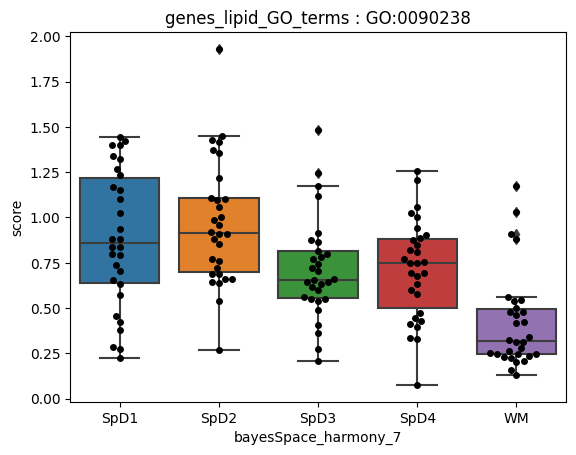 genes_lipid_GO_terms : GO:0090238
2.00
1.75
1.50
1.25
1.00
0.75
0.50
0.25
0.00
score
SpD1 SpD2 SpD3 SpD4 WM
bayesSpace_harmony_7